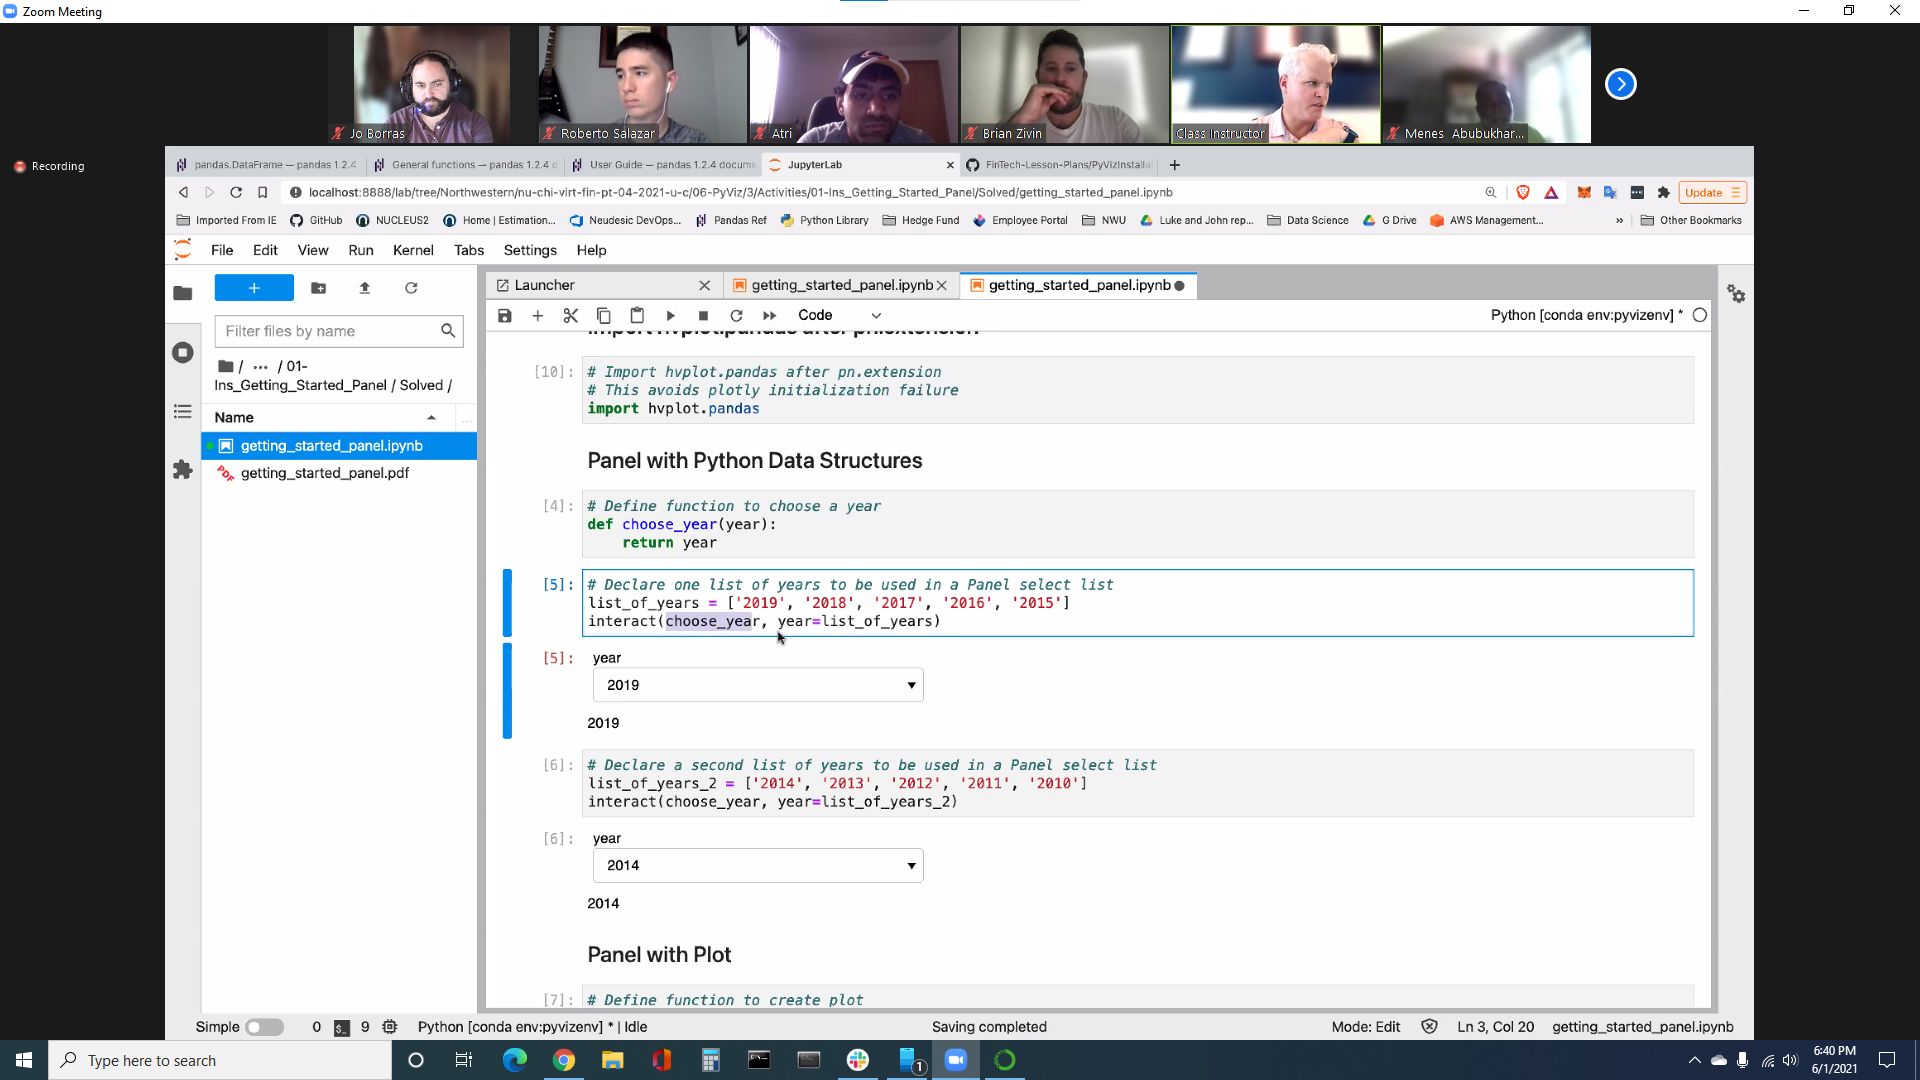 Zoom Meeting
Jo Borras
Roberto Salazar
Atri
Brian Zivin
Class Instructor
Menes Abubukhar...
Recording
pandas.DataFrame — pandas 1.2.4
General functions — pandas 1.2.4 d
User Guide — pandas 1.2.4 docume
JupyterLab
FinTech-Lesson-Plans/PyVizInstalla
localhost:8888/lab/tree/Northwestern/nu-chi-virt-fin-pt-04-2021-u-c/06-PyViz/3/Activities/01-Ins_Getting_Started_Panel/Solved/getting_started_panel.ipynb
Update
Imported From IE
GitHub
NUCLEUS2
Home | Estimation...
Neudesic DevOps...
Pandas Ref
Python Library
Hedge Fund
Employee Portal
NWU
Luke and John rep...
Data Science
G Drive
AWS Management...
»
Other Bookmarks
File Edit View Run Kernel Tabs Settings Help
Launcher
getting_started_panel.ipynb
getting_started_panel.ipynb
Code
Python [conda env:pyvizenv] *
Filter files by name
/ ... / 01-
Ins_Getting_Started_Panel / Solved /
Name
getting_started_panel.ipynb
getting_started_panel.pdf
import hvplot.pandas after pn.extension
[10]: # Import hvplot.pandas after pn.extension
# This avoids plotly initialization failure
import hvplot.pandas
Panel with Python Data Structures
[4]: # Define function to choose a year
def choose_year(year):
return year
[5]: # Declare one list of years to be used in a Panel select list
list_of_years = ['2019', '2018', '2017', '2016', '2015']
interact(choose_year, year=list_of_years)
[5]: year
2019
2019
[6]: # Declare a second list of years to be used in a Panel select list
list_of_years_2 = ['2014', '2013', '2012', '2011', '2010']
interact(choose_year, year=list_of_years_2)
[6]: year
2014
2014
Panel with Plot
[7]: # Define function to create plot
Simple 0 $_ 9 Python [conda env:pyvizenv] * | Idle Saving completed Mode: Edit Ln 3, Col 20 getting_started_panel.ipynb
Type here to search
1
6:40 PM
6/1/2021